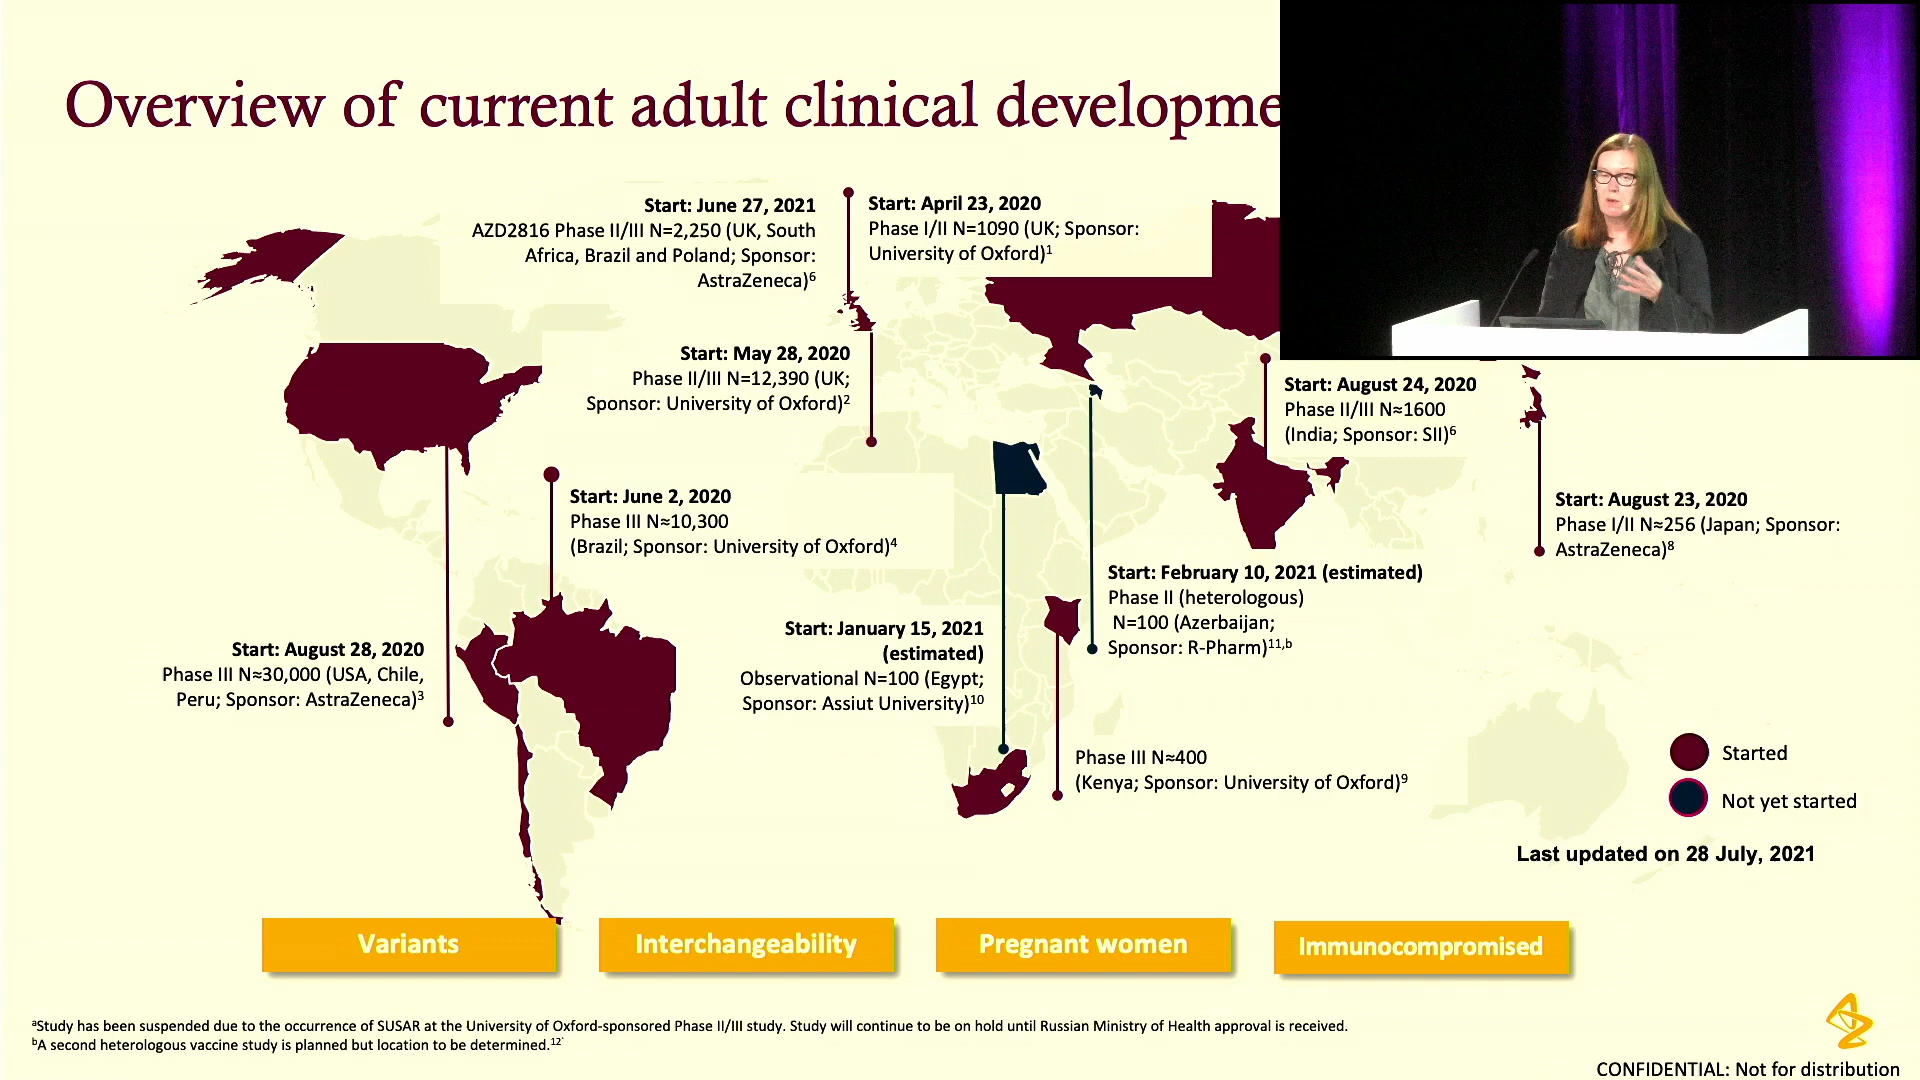 Overview of current adult clinical developme
Start: June 27, 2021
AZD2816 Phase II/III N=2,250 (UK, South
Africa, Brazil and Poland; Sponsor:
AstraZeneca)⁶
Start: April 23, 2020
Phase I/II N=1090 (UK; Sponsor:
University of Oxford)¹
Start: May 28, 2020
Phase II/III N=12,390 (UK;
Sponsor: University of Oxford)²
Start: August 24, 2020
Phase II/III N≈1600
(India; Sponsor: SII)⁶
Start: June 2, 2020
Phase III N≈10,300
(Brazil; Sponsor: University of Oxford)⁴
Start: August 23, 2020
Phase I/II N≈256 (Japan; Sponsor:
AstraZeneca)⁸
Start: February 10, 2021 (estimated)
Phase II (heterologous)
N=100 (Azerbaijan;
Sponsor: R-Pharm)¹¹,ᵇ
Start: August 28, 2020
Phase III N≈30,000 (USA, Chile,
Peru; Sponsor: AstraZeneca)³
Start: January 15, 2021
(estimated)
Observational N=100 (Egypt;
Sponsor: Assiut University)¹⁰
Phase III N≈400
(Kenya; Sponsor: University of Oxford)⁹
Started
Not yet started
Last updated on 28 July, 2021
Variants
Interchangeability
Pregnant women
Immunocompromised
ᵃStudy has been suspended due to the occurrence of SUSAR at the University of Oxford-sponsored Phase II/III study. Study will continue to be on hold until Russian Ministry of Health approval is received.
ᵇA second heterologous vaccine study is planned but location to be determined.¹²
CONFIDENTIAL: Not for distribution